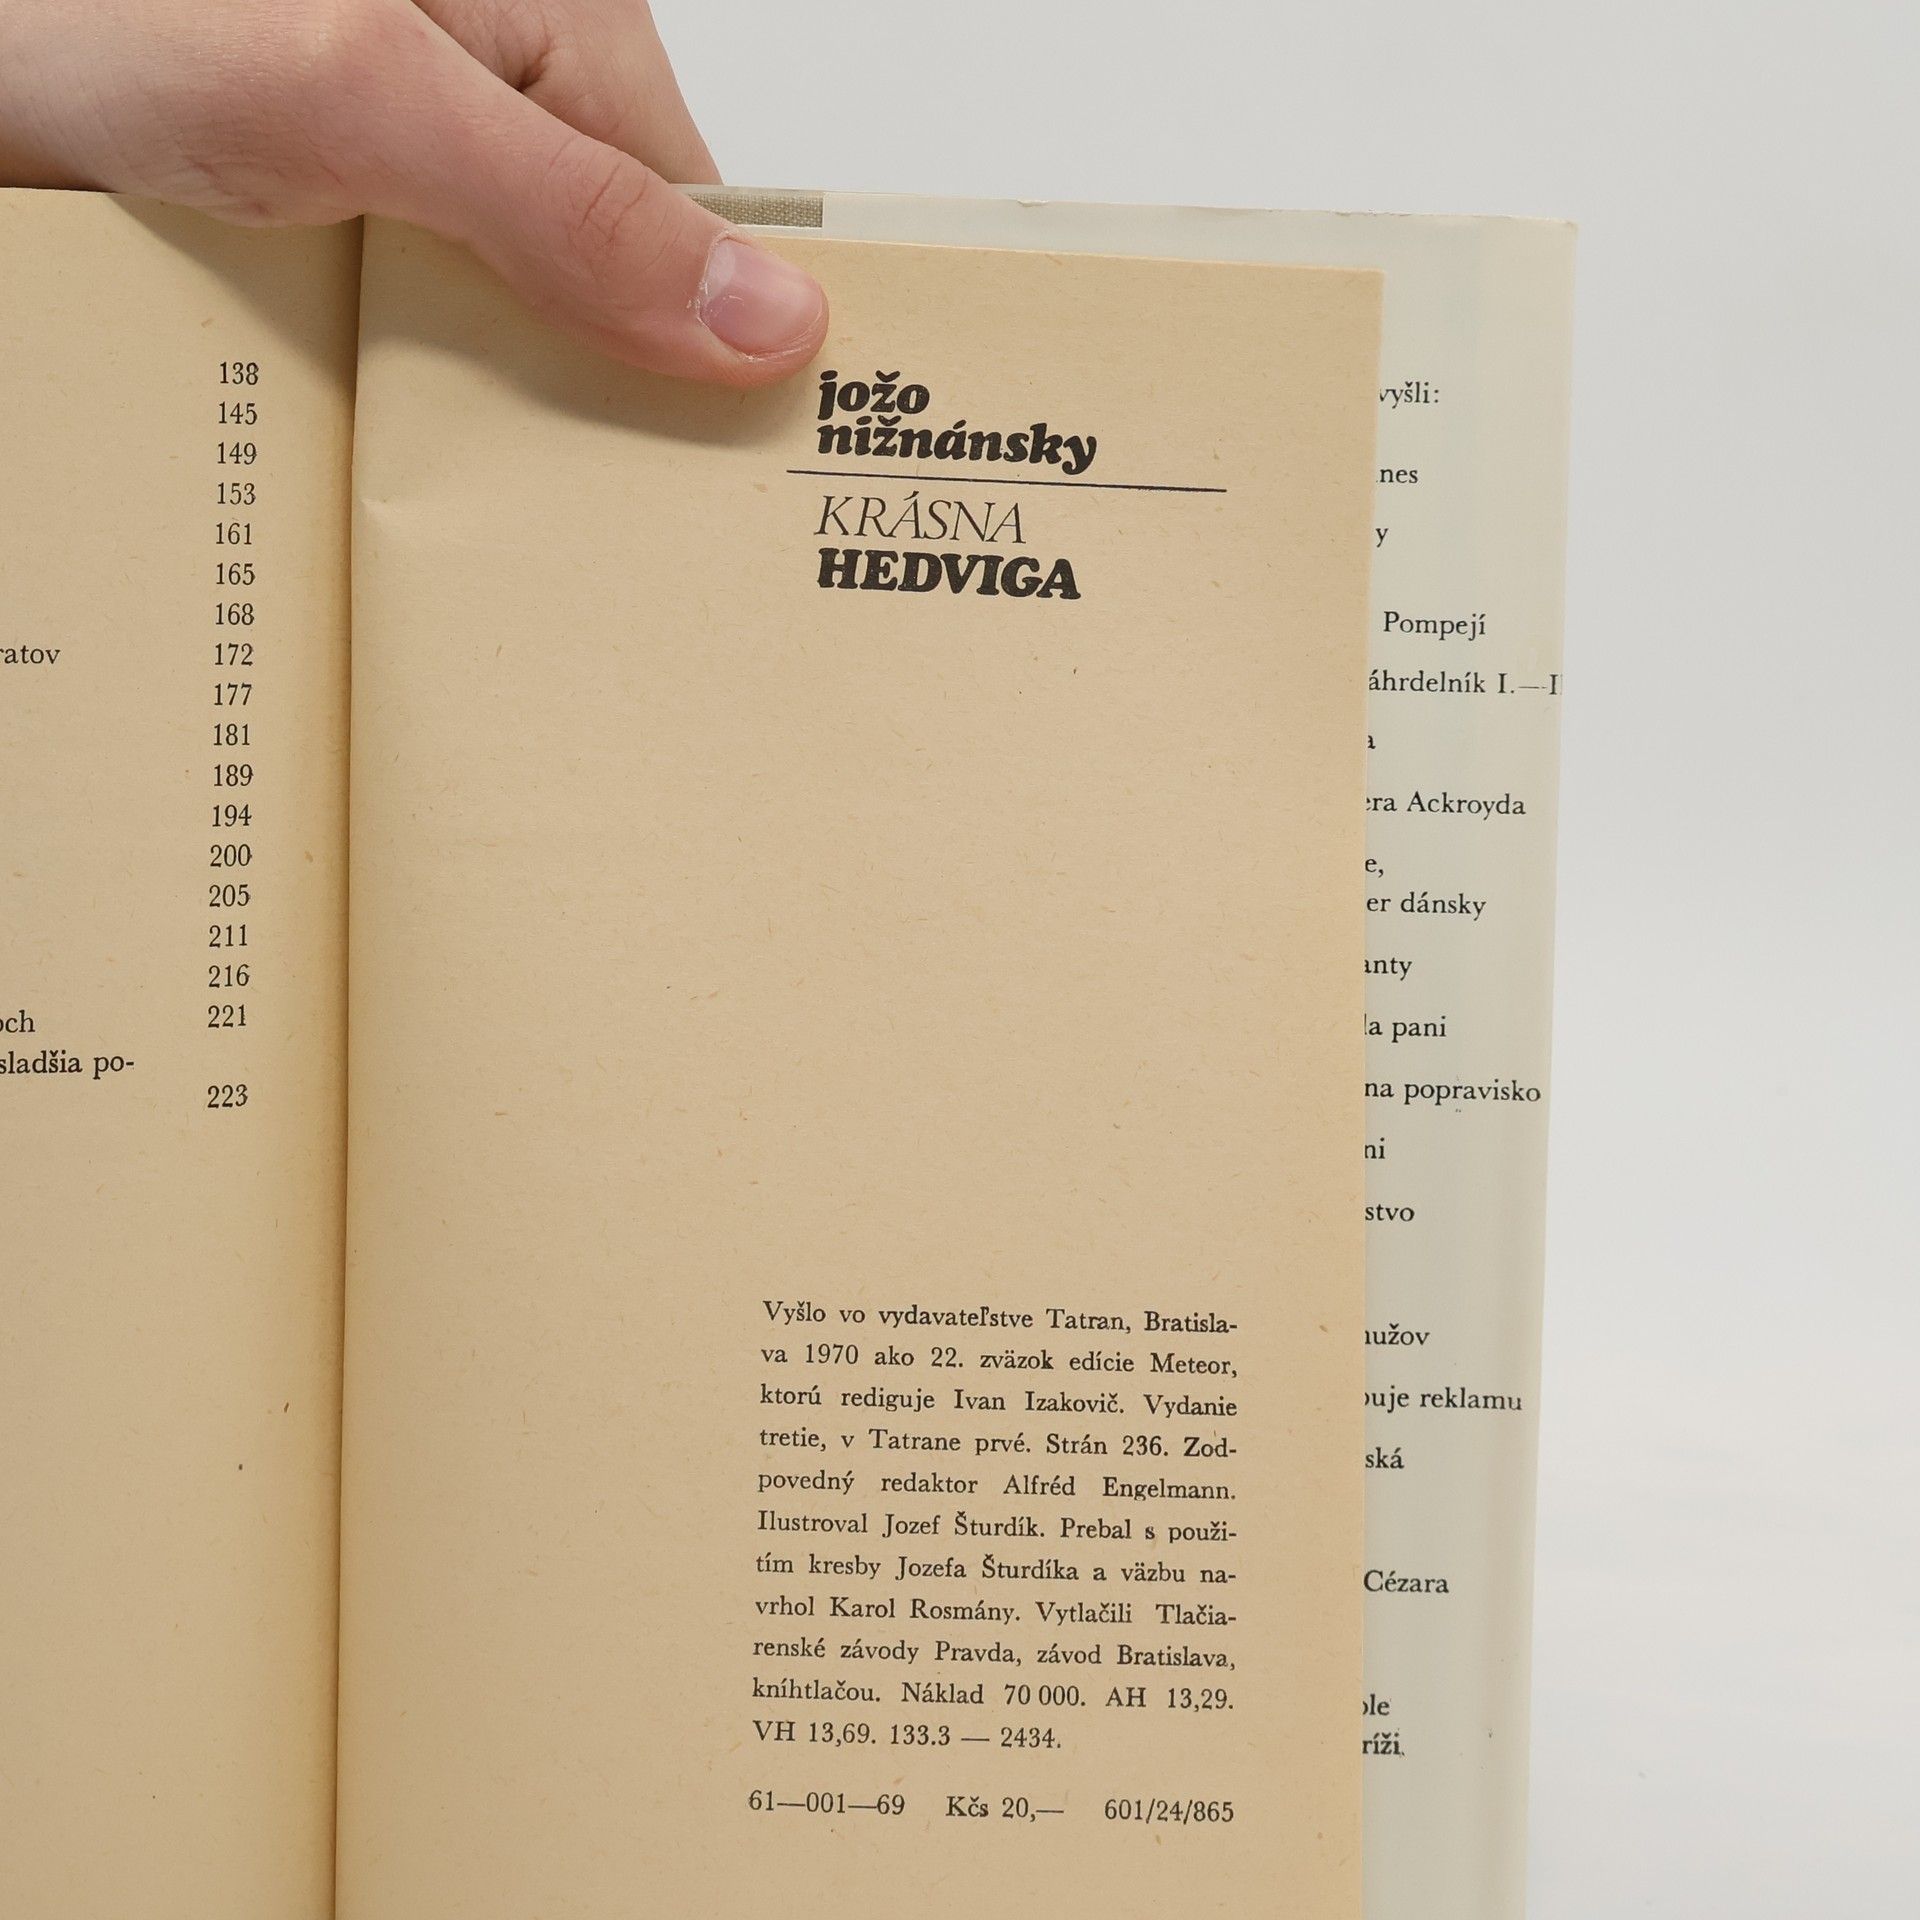 138
145
149
153
161
165
168
172
177
181
189
194
200
205
211
216
221
sladšia po-
223
jožo
nižnánsky
KRÁSNA
HEDVIGA
Vyšlo vo vydavateľstve Tatran, Bratisla-
va 1970 ako 22. zväzok edície Meteor,
ktorú rediguje Ivan Izakovič. Vydanie
tretie, v Tatrane prvé. Strán 236. Zod-
povedný redaktor Alfréd Engelmann.
Ilustroval Jozef Šturdík. Prebal s použi-
tím kresby Jozefa Šturdíka a väzbu na-
vrhol Karol Rosmány. Vytlačili Tlačia-
renské závody Pravda, závod Bratislava,
kníhtlačou. Náklad 70 000. AH 13,29.
VH 13,69. 133.3 — 2434.
61—001—69 Kčs 20,— 601/24/865
vyšli:
nes
y
Pompejí
áhrdelník I.—I
a
era Ackroyda
e,
er dánsky
anty
la pani
na popravisko
ni
stvo
užov
uje reklamu
ská
Cézara
ole
ríži.